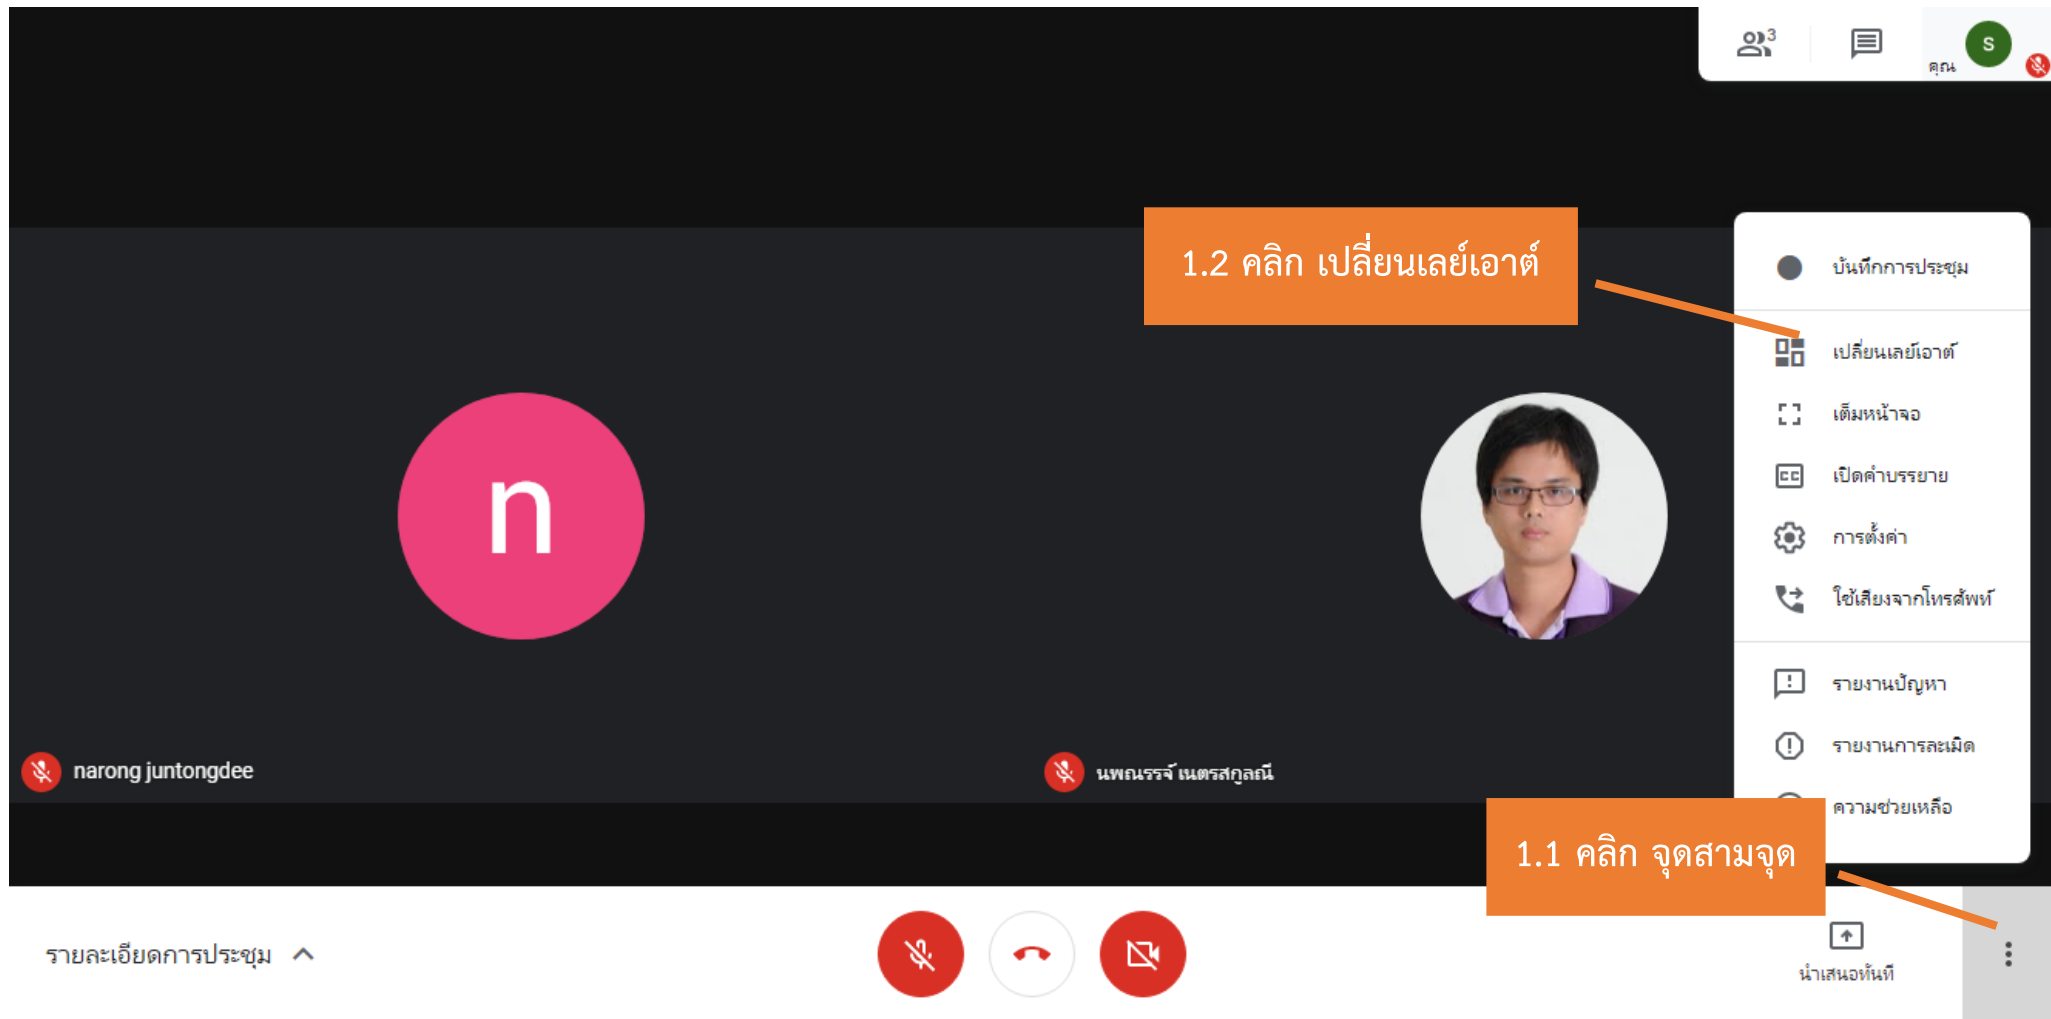 3
คุณ
S
1.2 คลิก เปลี่ยนเลย์เอาต์
บันทึกการประชุม
เปลี่ยนเลย์เอาต์
เต็มหน้าจอ
CC
เปิดคำบรรยาย
การตั้งค่า
ใช้เสียงจากโทรศัพท์
n
รายงานปัญหา
รายงานการละเมิด
ความช่วยเหลือ
narong juntongdee
นพณรรจ์ เนตรสกูลณี
1.1 คลิก จุดสามจุด
รายละเอียดการประชุม
นำเสนอทันที